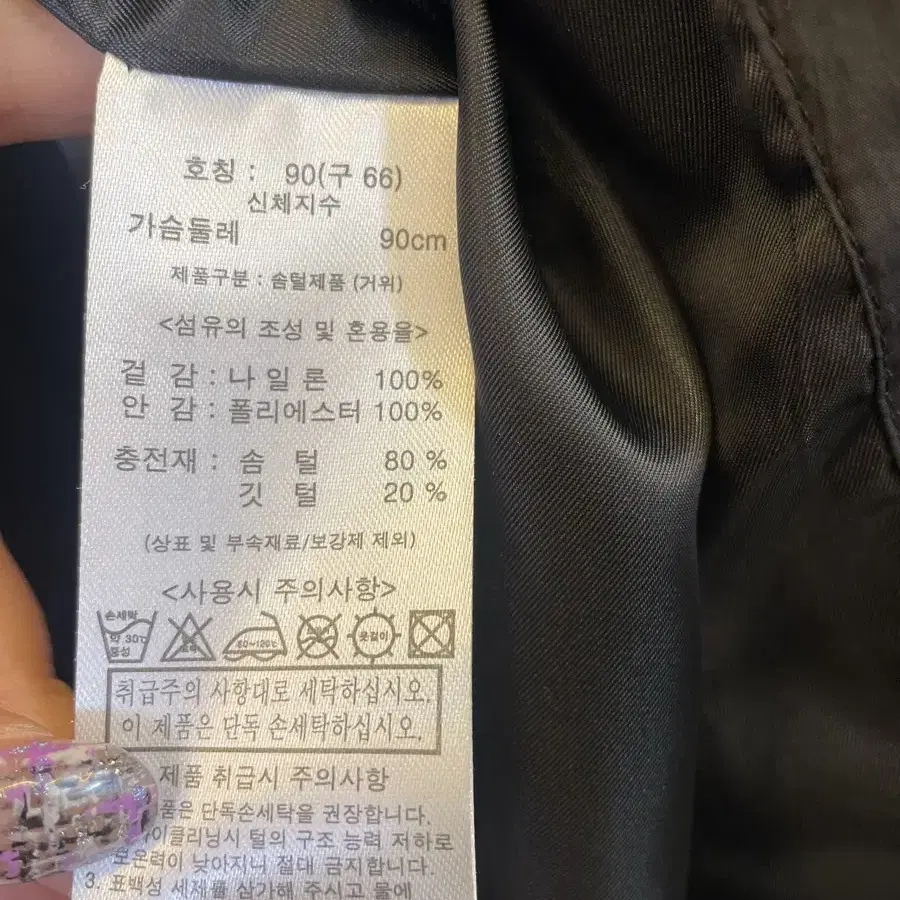 호칭 : 90(구 66)
신체지수
가슴둘레 90cm
제품구분 : 솜털제품 (거위)
<섬유의 조성 및 혼용율>
겉 감 : 나 일 론 100%
안 감 : 폴리에스터 100%
충전재 : 솜 털 80 %
깃 털 20 %
(상표 및 부속재료/보강제 제외)
<사용시 주의사항>
손세탁 약 30℃ 중성 80~120℃ 옷걸이
취급주의 사항대로 세탁하십시오.
이 제품은 단독 손세탁하십시오.
제품 취급시 주의사항
품은 단독손세탁을 권장합니다.
이클리닝시 털의 구조 능력 저하로
보온력이 낮아지니 절대 금지합니다.
3. 표백성 세제를 삼가해 주시고 물에